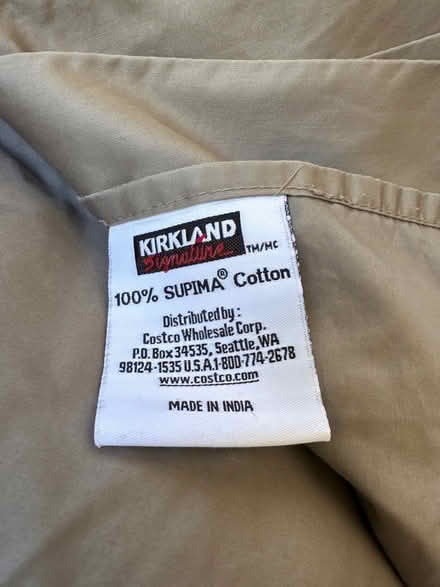 KIRKLAND
Signature TM/MC
100% SUPIMA® Cotton
Distributed by:
Costco Wholesale Corp.
P.O. Box 34535, Seattle, WA
98124-1535 U.S.A.1-800-774-2678
www.costco.com
MADE IN INDIA